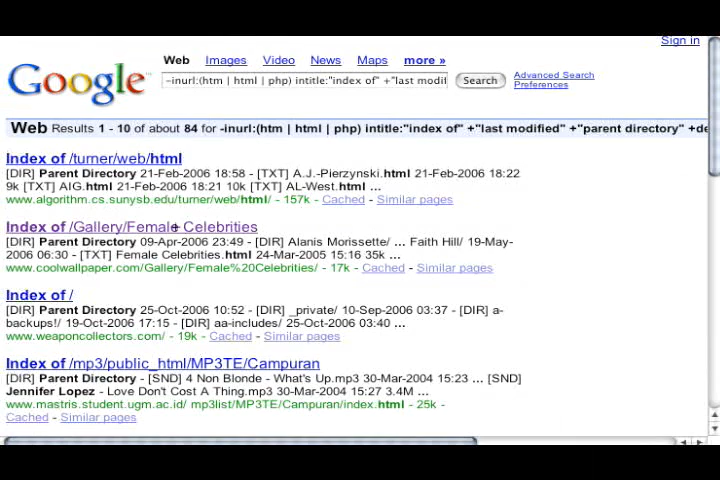 Sign in
Web Images Video News Maps more »
Google
-inurl:(htm | html | php) intitle:"index of" +"last modif
Search
Advanced Search
Preferences
Web Results 1 - 10 of about 84 for -inurl:(htm | html | php) intitle:"index of" +"last modified" +"parent directory" +de
Index of /turner/web/html
[DIR] Parent Directory 21-Feb-2006 18:58 - [TXT] A.J.-Pierzynski.html 21-Feb-2006 18:22
9k [TXT] AIG.html 21-Feb-2006 18:21 10k [TXT] AL-West.html ...
www.algorithm.cs.sunysb.edu/turner/web/html/ - 157k - Cached - Similar pages
Index of /Gallery/Female Celebrities
[DIR] Parent Directory 09-Apr-2006 23:49 - [DIR] Alanis Morissette/ ... Faith Hill/ 19-May-
2006 06:30 - [TXT] Female Celebrities.html 24-Mar-2005 15:16 35k ...
www.coolwallpaper.com/Gallery/Female%20Celebrities/ - 17k - Cached - Similar pages
Index of /
[DIR] Parent Directory 25-Oct-2006 10:52 - [DIR] _private/ 10-Sep-2006 03:37 - [DIR] a-
backups!/ 19-Oct-2006 17:15 - [DIR] aa-includes/ 25-Oct-2006 03:40 ...
www.weaponcollectors.com/ - 19k - Cached - Similar pages
Index of /mp3/public_html/MP3TE/Campuran
[DIR] Parent Directory - [SND] 4 Non Blonde - What's Up.mp3 30-Mar-2004 15:23 ... [SND]
Jennifer Lopez - Love Don't Cost A Thing.mp3 30-Mar-2004 15:27 3.4M ...
www.mastris.student.ugm.ac.id/ mp3list/MP3TE/Campuran/index.html - 25k -
Cached - Similar pages